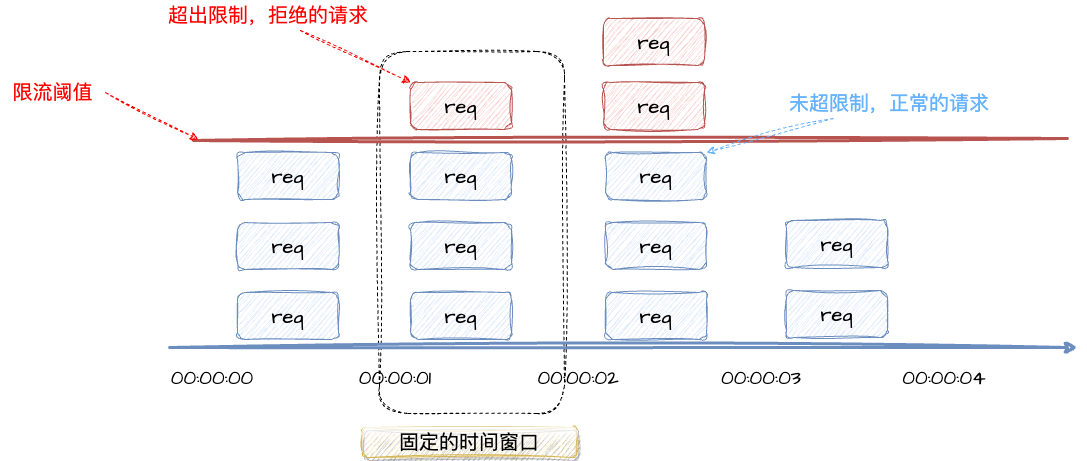 超出限制，拒绝的请求
req
限流阈值
req
req
未超限制，正常的请求
req
req
req
req
req
req
req
req
req
req
req
00:00:00
00:00:01
00:00:02
00:00:03
00:00:04
固定的时间窗口